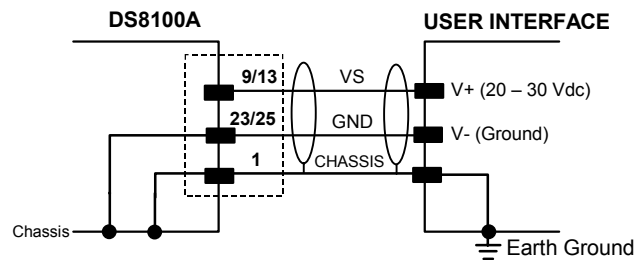 DS8100A
USER INTERFACE
9/13
VS
V+ (20 – 30 Vdc)
23/25
GND
V- (Ground)
1
CHASSIS
Chassis
Earth Ground